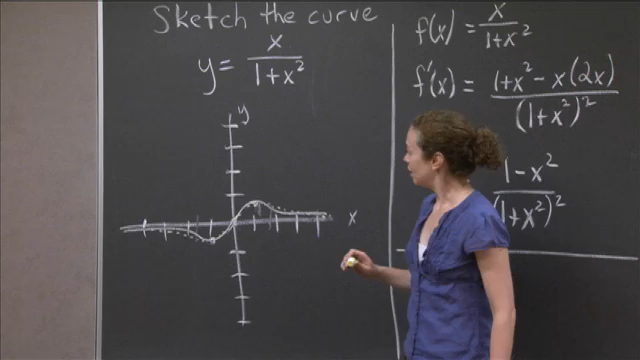 Sketch the curve
y = x / (1+x²)
y
x
f(x) = x / (1+x²)
f'(x) = (1+x² - x(2x)) / (1+x²)²
1-x² / (1+x²)²